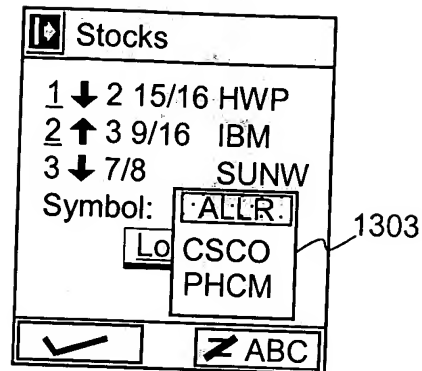 Stocks
1 ↓ 2 15/16 HWP
2 ↑ 3 9/16 IBM
3 ↓ 7/8 SUNW
Symbol: ALLR
Lo CSCO
PHCM
1303
ABC